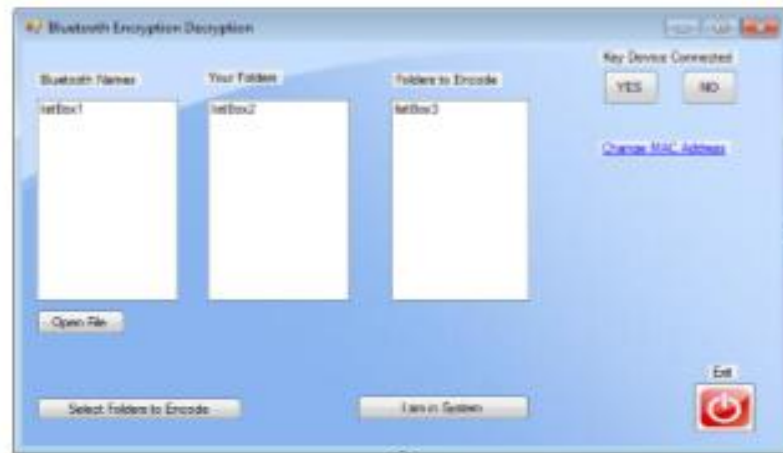 Bluetooth Encryption Decryption
Key Device Connected
Bluetooth Names
Your Folders
Folders to Encode
YES
NO
listBox1
listBox2
listBox3
Change MAC Address
Open File
Exit
Select Folders to Encode
I am in System